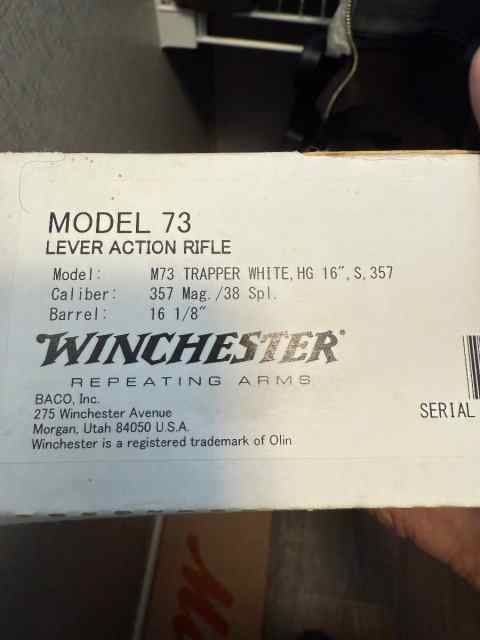 MODEL 73
LEVER ACTION RIFLE
Model: M73 TRAPPER WHITE,HG 16",S,357
Caliber: 357 Mag./38 Spl.
Barrel: 16 1/8"
WINCHESTER®
REPEATING ARMS
BACO, Inc.
275 Winchester Avenue
Morgan, Utah 84050 U.S.A.
Winchester is a registered trademark of Olin
SERIAL